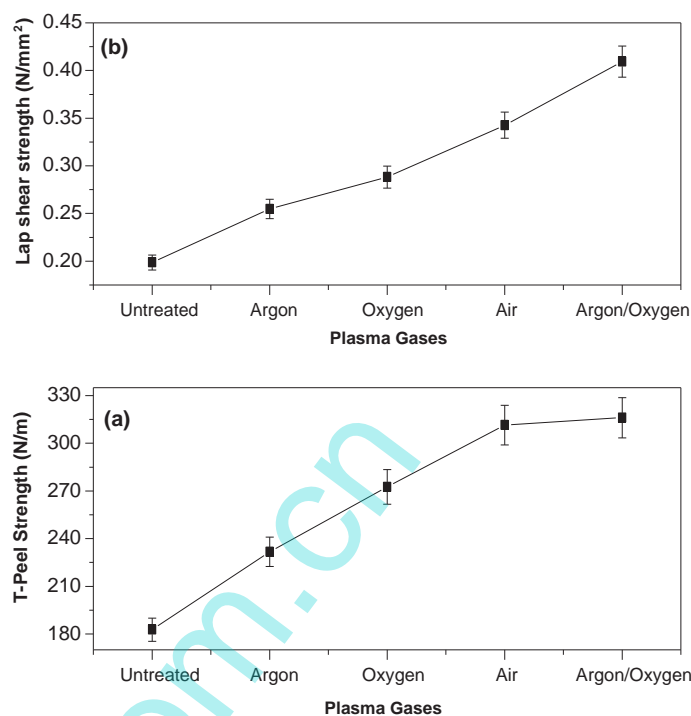 0.45
(b)
0.40
0.35
0.30
0.25
0.20
Lap shear strength (N/mm²)
Untreated Argon Oxygen Air Argon/Oxygen
Plasma Gases
330
(a)
300
270
240
210
180
T-Peel Strength (N/m)
Untreated Argon Oxygen Air Argon/Oxygen
Plasma Gases
om.cn